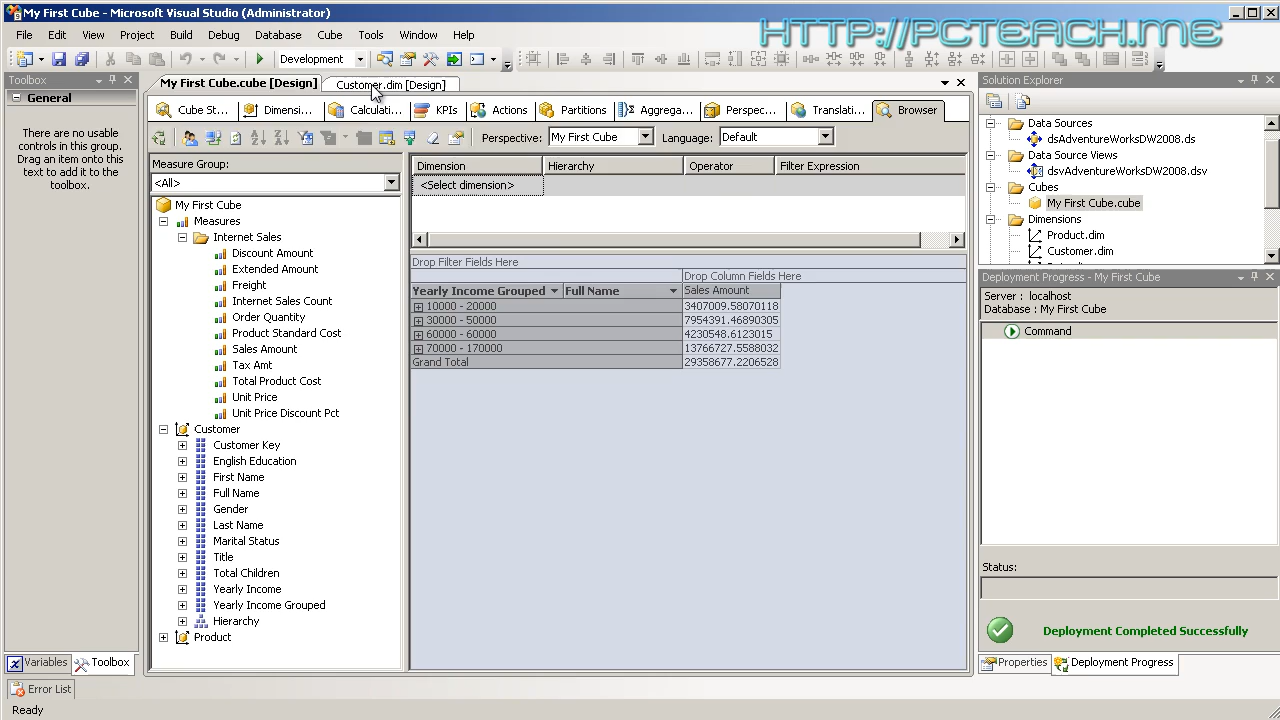 My First Cube - Microsoft Visual Studio (Administrator)
HTTP://PCTEACH.ME
File
Build
Cube
Tools
Window
Help
Development
Toolbox
General
There are no usable
controls in this group.
Drag an item onto this
text to add it to the
toolbox.
Variables
Toolbox
Error List
Ready
My First Cube.cube [Design]
Customer.dim [Design]
Cube St...
Dimensi...
Calculati...
KPIs
Actions
Partitions
Aggrega...
Perspec...
Translati...
Browser
Perspective:
My First Cube
Language:
Default
Measure Group:
<All>
My First Cube
Measures
Internet Sales
Discount Amount
Extended Amount
Freight
Internet Sales Count
Order Quantity
Product Standard Cost
Sales Amount
Tax Amt
Total Product Cost
Unit Price
Unit Price Discount Pct
Customer
Customer Key
English Education
First Name
Full Name
Gender
Last Name
Marital Status
Title
Total Children
Yearly Income
Yearly Income Grouped
Hierarchy
Product
Dimension Hierarchy Operator Filter Expression
<Select dimension>
Drop Filter Fields Here
Drop Column Fields Here
Yearly Income Grouped Full Name Sales Amount
10000 - 20000 3407009.58070118
30000 - 50000 7954391.46890305
60000 - 60000 4230548.6123015
70000 - 170000 13766727.5588032
Grand Total 29358677.2206528
Solution Explorer
Data Sources
dsAdventureWorksDW2008.ds
Data Source Views
dsvAdventureWorksDW2008.dsv
Cubes
My First Cube.cube
Dimensions
Product.dim
Customer.dim
Deployment Progress - My First Cube
Server : localhost
Database : My First Cube
Command
Status:
Deployment Completed Successfully
Properties
Deployment Progress